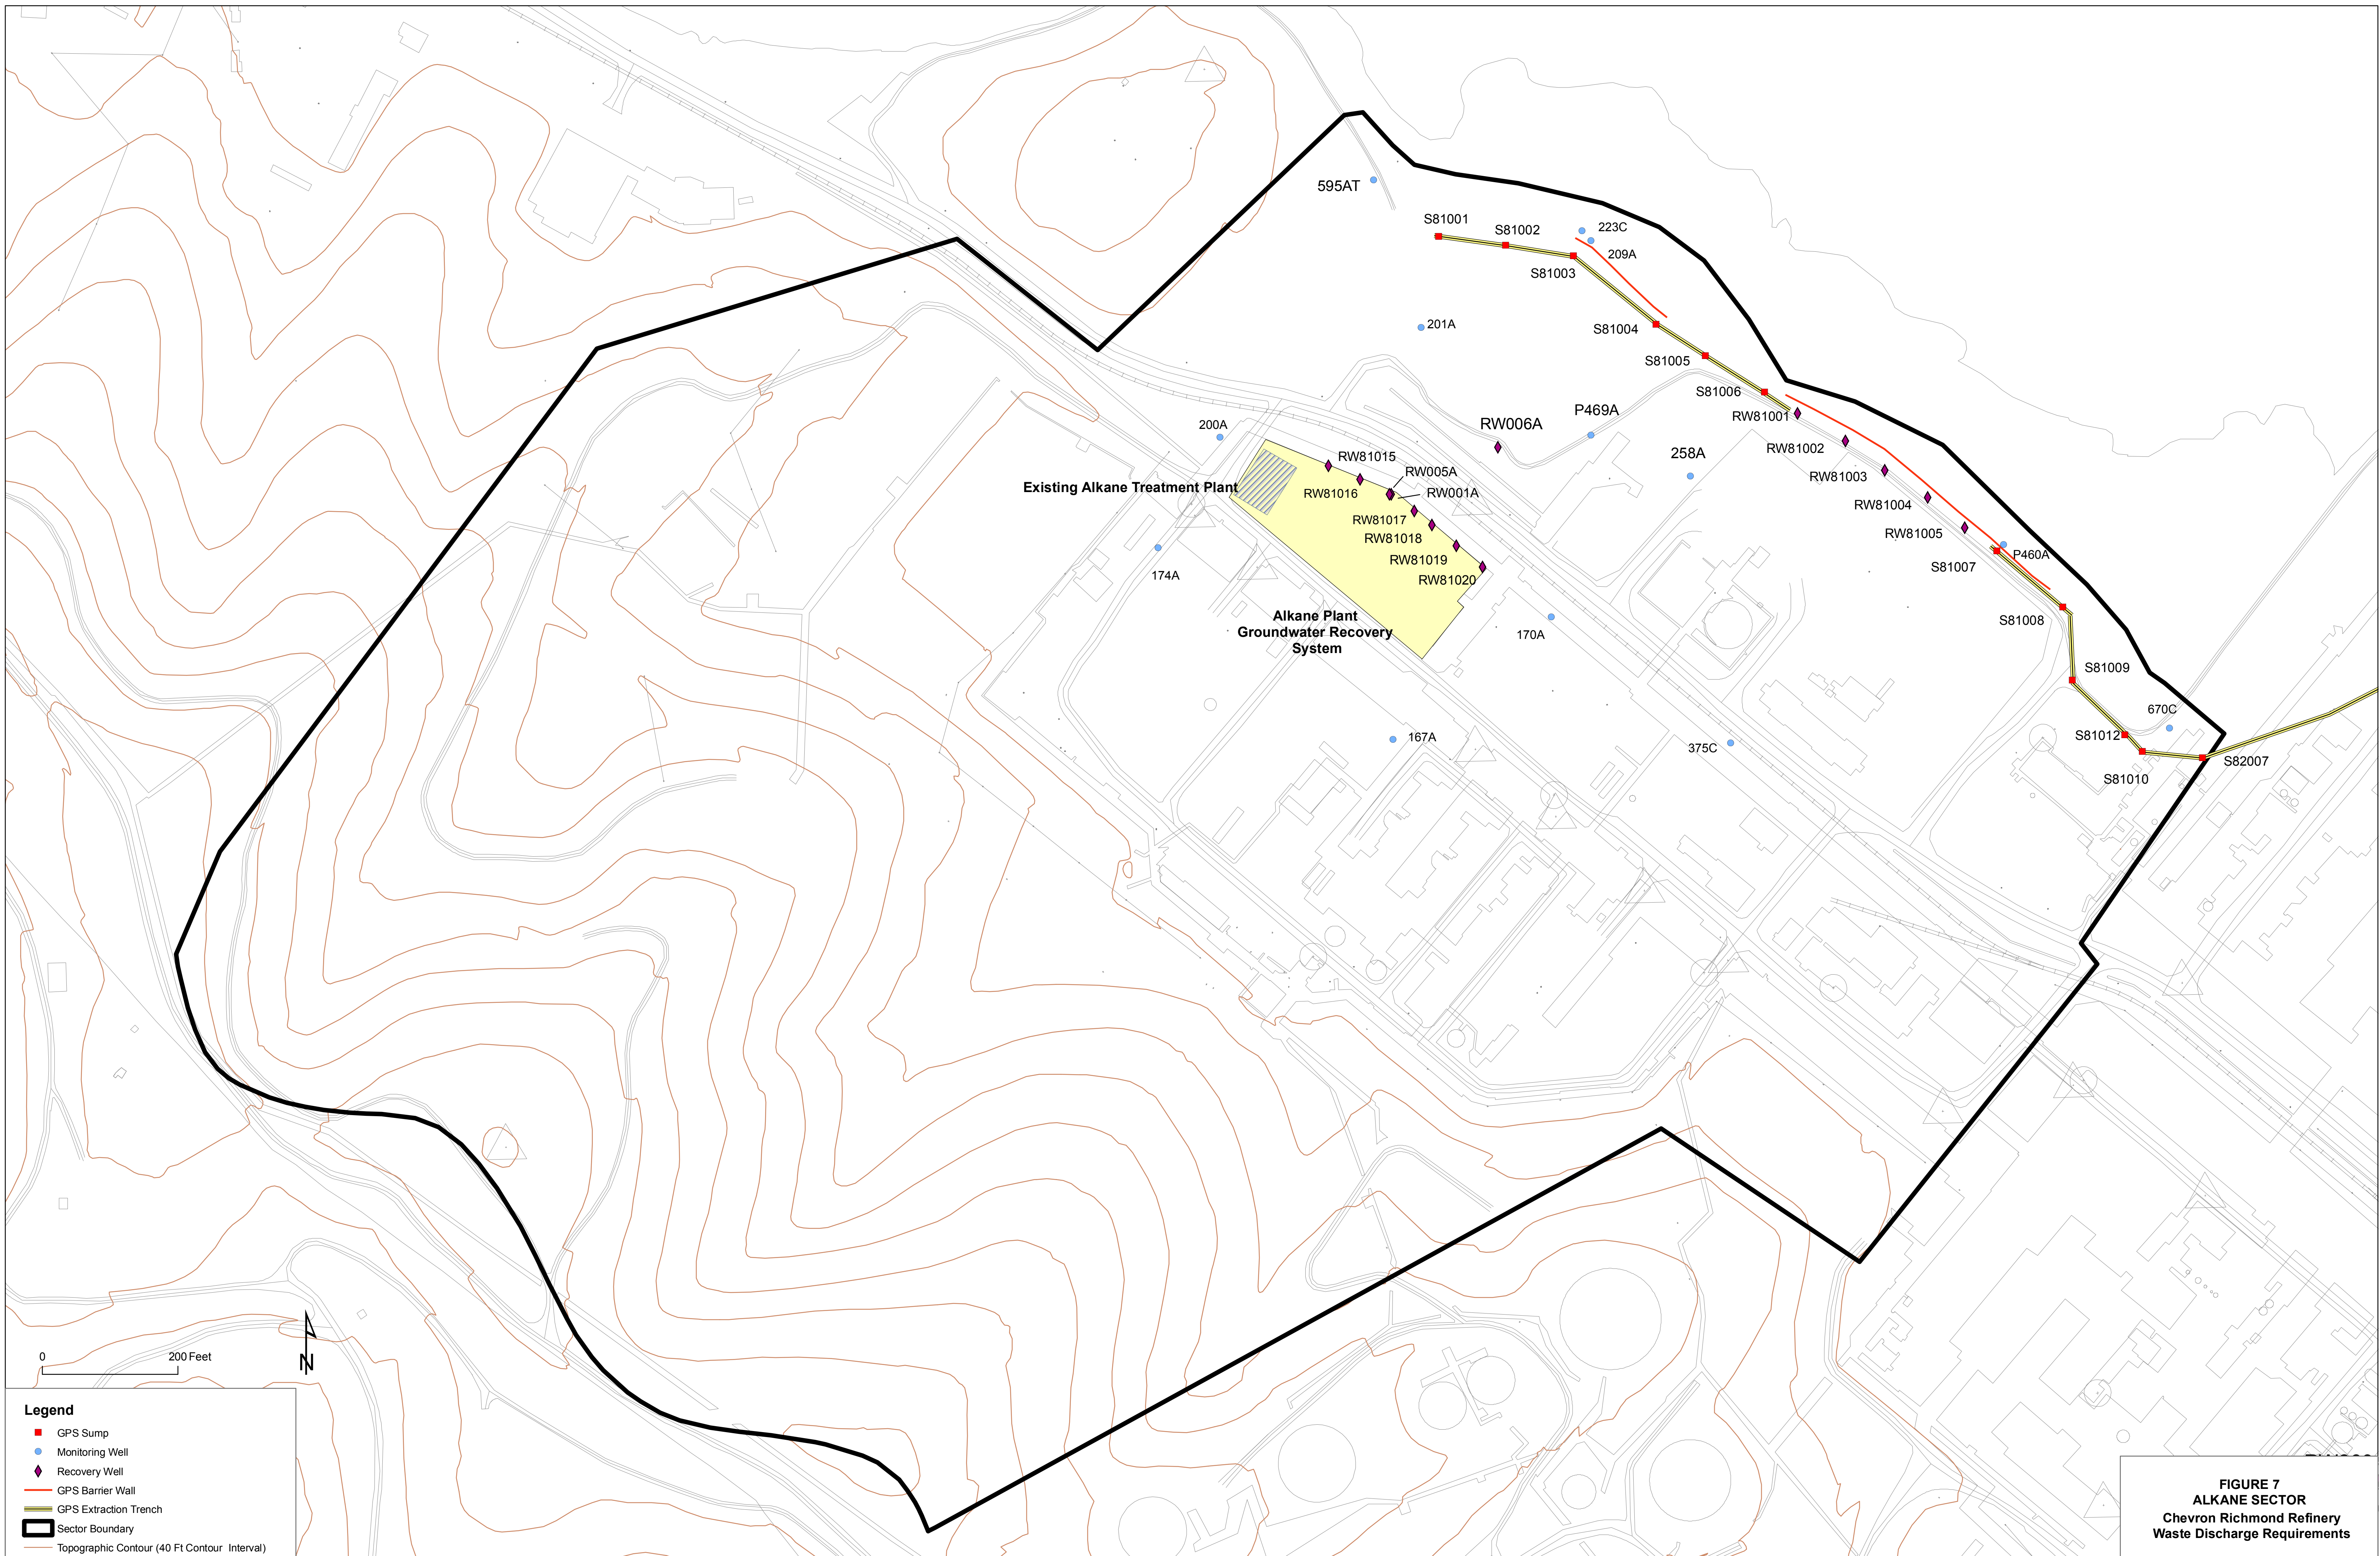 595AT
S81001
S81002
223C
209A
S81003
201A
S81004
S81005
S81006
RW81001
P469A
RW006A
200A
RW81002
258A
RW81015
RW005A
RW81003
Existing Alkane Treatment Plant
RW81016
RW001A
RW81004
RW81017
RW81018
RW81005
P460A
RW81019
S81007
174A
RW81020
Alkane Plant
Groundwater Recovery
System
170A
S81008
S81009
670C
167A
S81012
375C
S82007
S81010
0 200 Feet
N
Legend
GPS Sump
Monitoring Well
Recovery Well
GPS Barrier Wall
GPS Extraction Trench
Sector Boundary
Topographic Contour (40 Ft Contour Interval)
FIGURE 7
ALKANE SECTOR
Chevron Richmond Refinery
Waste Discharge Requirements